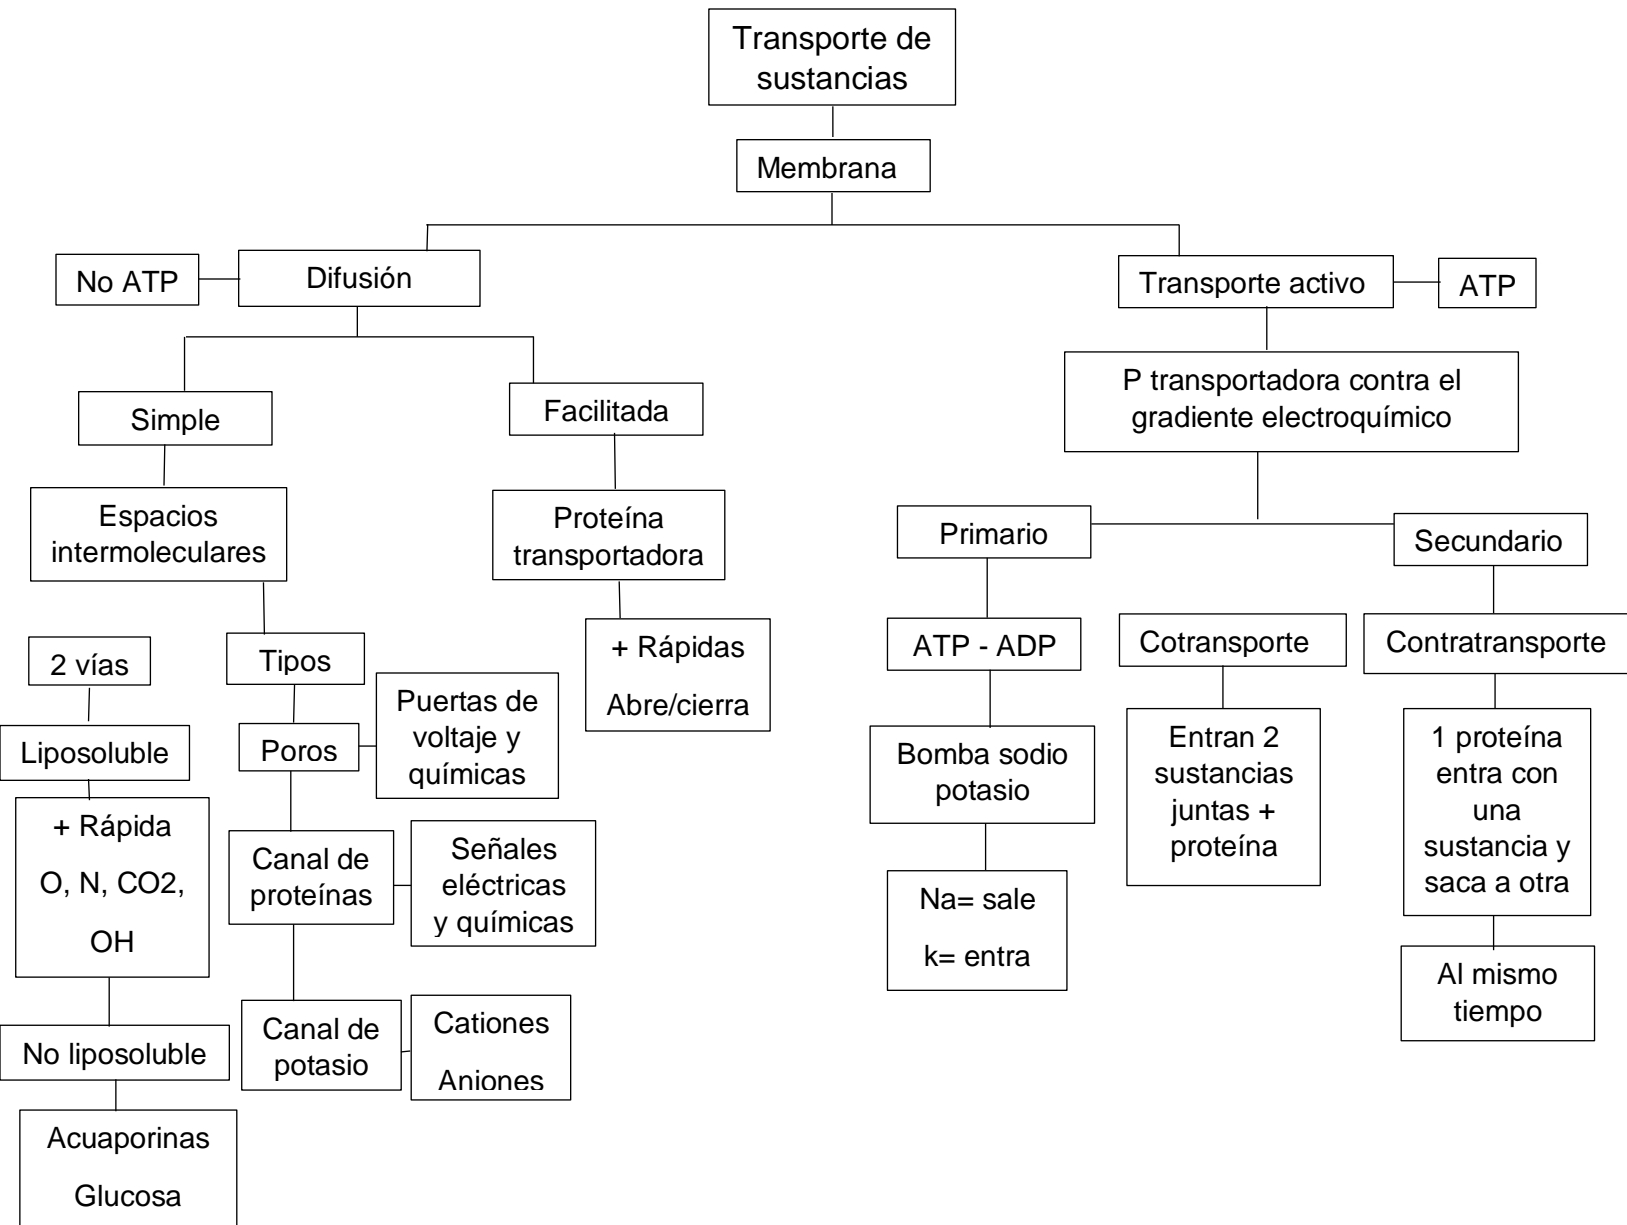 Transporte de
sustancias
Membrana
No ATP
Difusión
Transporte activo
ATP
Simple
Facilitada
P transportadora contra el
gradiente electroquímico
Espacios
intermoleculares
Proteína
transportadora
Primario
Secundario
2 vías
Tipos
+ Rápidas
Abre/cierra
ATP - ADP
Cotransporte
Contratransporte
Liposoluble
Poros
Puertas de
voltaje y
químicas
Bomba sodio
potasio
Entran 2
sustancias
juntas +
proteína
1 proteína
entra con
una
sustancia y
saca a otra
+ Rápida
O, N, CO2,
OH
Canal de
proteínas
Señales
eléctricas
y químicas
Na= sale
k= entra
Al mismo
tiempo
No liposoluble
Canal de
potasio
Cationes
Aniones
Acuaporinas
Glucosa